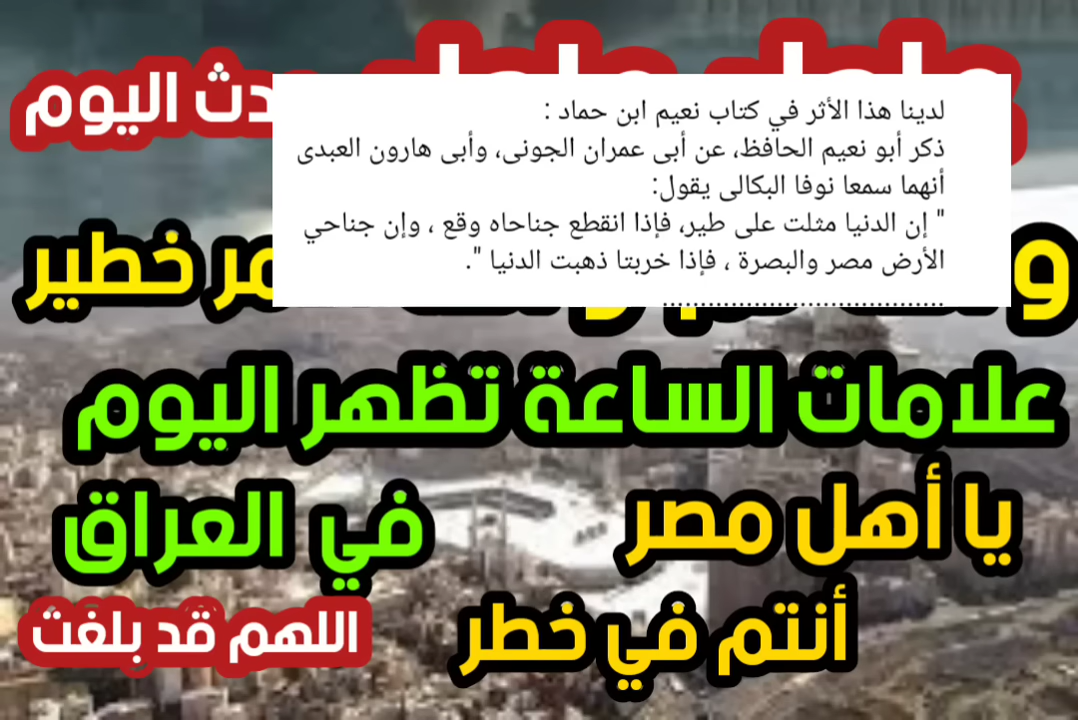 حدث اليوم
لدينا هذا الأثر في كتاب نعيم ابن حماد :
ذكر أبو نعيم الحافظ، عن أبى عمران الجونى، وأبى هارون العبدى
أنهما سمعا نوفا البكالى يقول:
" إن الدنيا مثلت على طير، فإذا انقطع جناحاه وقع ، وإن جناحي
الأرض مصر والبصرة ، فإذا خربتا ذهبت الدنيا ".
......................................
خطير
علامات الساعة تظهر اليوم
يا أهل مصر في العراق
أنتم في خطر اللهم قد بلغت